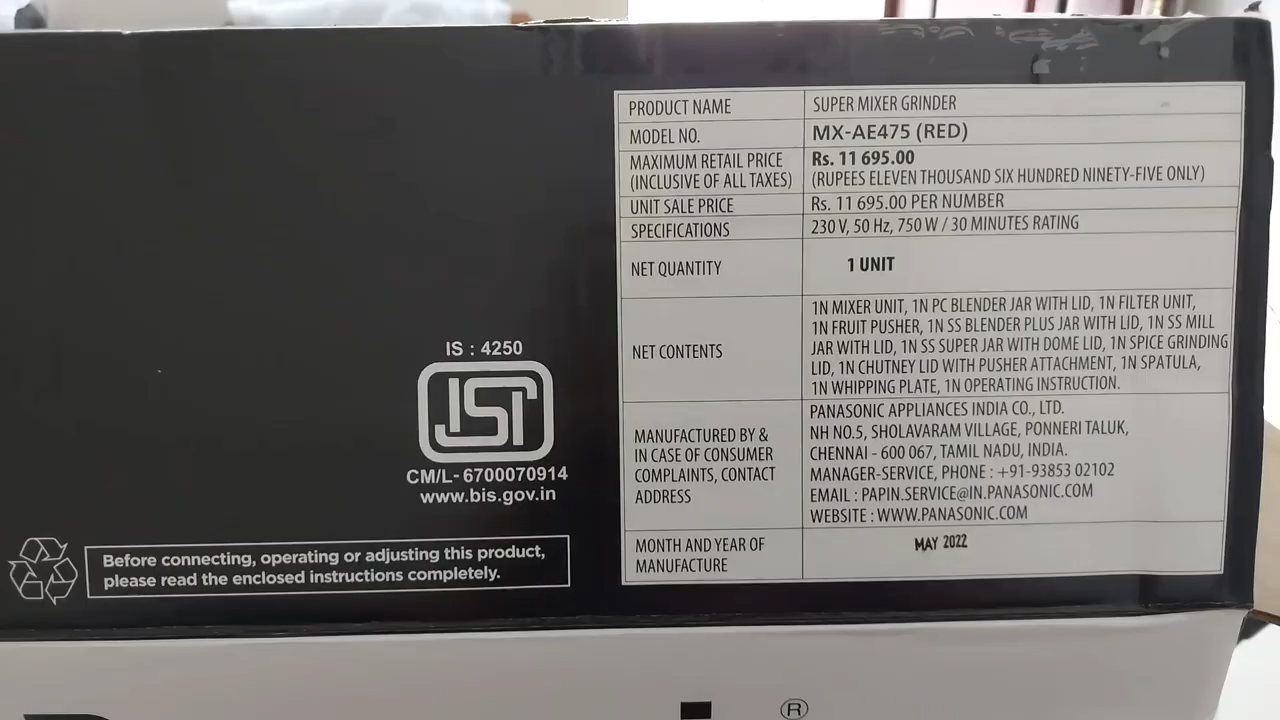 PRODUCT NAME SUPER MIXER GRINDER
MODEL NO. MX-AE475 (RED)
MAXIMUM RETAIL PRICE
(INCLUSIVE OF ALL TAXES)
Rs. 11 695.00
(RUPEES ELEVEN THOUSAND SIX HUNDRED NINETY-FIVE ONLY)
UNIT SALE PRICE Rs. 11 695.00 PER NUMBER
SPECIFICATIONS 230 V, 50 Hz, 750 W / 30 MINUTES RATING
NET QUANTITY 1 UNIT
NET CONTENTS
1N MIXER UNIT, 1N PC BLENDER JAR WITH LID, 1N FILTER UNIT,
1N FRUIT PUSHER, 1N SS BLENDER PLUS JAR WITH LID, 1N SS MILL
JAR WITH LID, 1N SS SUPER JAR WITH DOME LID, 1N SPICE GRINDING
LID, 1N CHUTNEY LID WITH PUSHER ATTACHMENT, 1N SPATULA,
1N WHIPPING PLATE, 1N OPERATING INSTRUCTION.
MANUFACTURED BY &
IN CASE OF CONSUMER
COMPLAINTS, CONTACT
ADDRESS
PANASONIC APPLIANCES INDIA CO., LTD.
NH NO.5, SHOLAVARAM VILLAGE, PONNERI TALUK,
CHENNAI - 600 067, TAMIL NADU, INDIA.
MANAGER-SERVICE, PHONE : +91-93853 02102
EMAIL : PAPIN.SERVICE@IN.PANASONIC.COM
WEBSITE : WWW.PANASONIC.COM
MONTH AND YEAR OF
MANUFACTURE
MAY 2022
IS : 4250
ISI
CM/L- 6700070914
www.bis.gov.in
Before connecting, operating or adjusting this product,
please read the enclosed instructions completely.
®